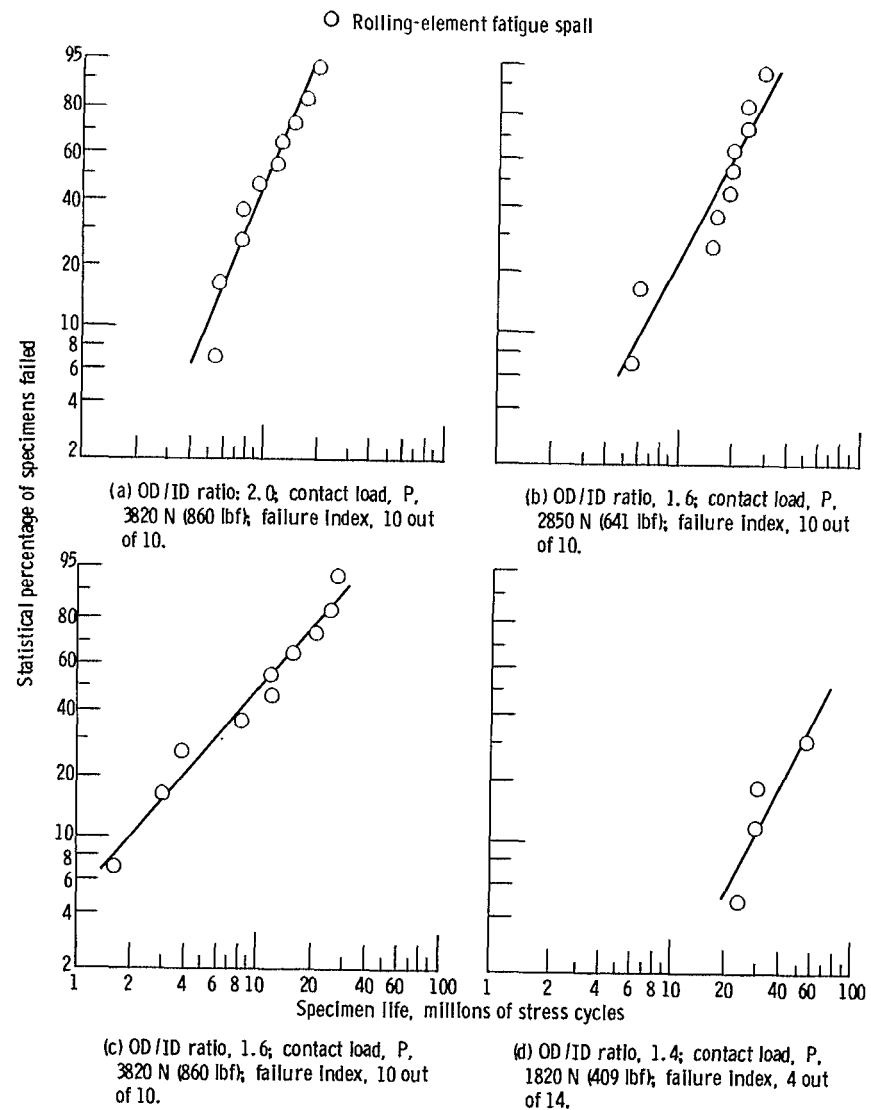 Rolling-element fatigue spall
95
80
60
40
20
10
8
6
4
2
(a) OD/ID ratio: 2.0; contact load, P,
3820 N (860 lbf); failure index, 10 out
of 10.
(b) OD/ID ratio, 1.6; contact load, P,
2850 N (641 lbf); failure index, 10 out
of 10.
Statistical percentage of specimens failed
95
80
60
40
20
10
8
6
4
2
1 2 4 6 8 10 20 40 60 100
1 2 4 6 8 10 20 40 60 100
Specimen life, millions of stress cycles
(c) OD/ID ratio, 1.6; contact load, P,
3820 N (860 lbf); failure index, 10 out
of 10.
(d) OD/ID ratio, 1.4; contact load, P,
1820 N (409 lbf); failure index, 4 out
of 14.